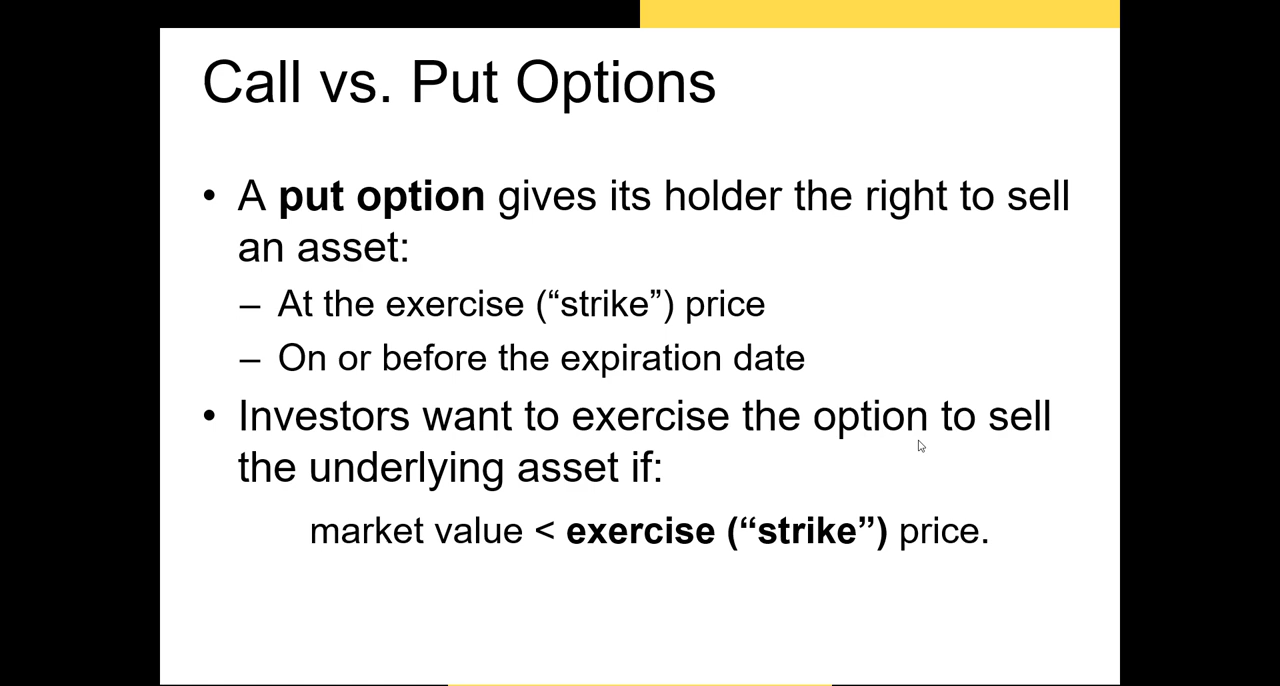 Call vs. Put Options
• A put option gives its holder the right to sell
an asset:
– At the exercise (“strike”) price
– On or before the expiration date
• Investors want to exercise the option to sell
the underlying asset if:
market value < exercise (“strike”) price.